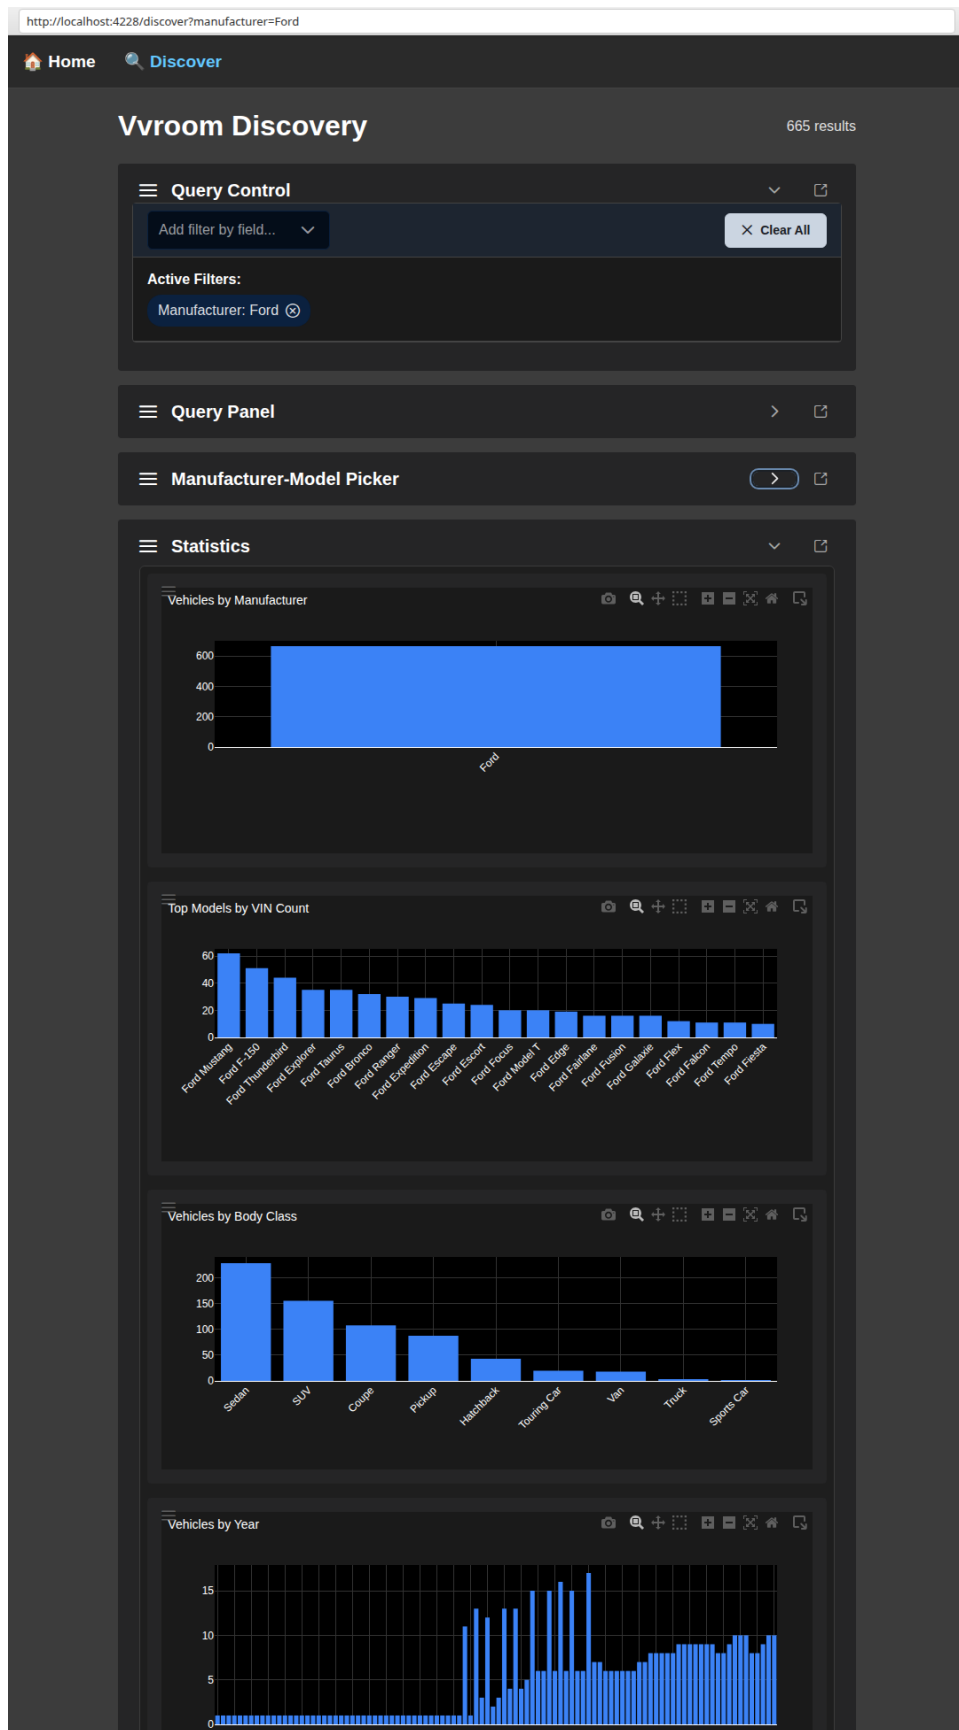 http://localhost:4228/discover?manufacturer=Ford
🏠 Home 🔍 Discover
Vvroom Discovery 665 results
Query Control
Add filter by field... Clear All
Active Filters:
Manufacturer: Ford
Query Panel
Manufacturer-Model Picker
Statistics
Vehicles by Manufacturer
600
400
200
0
Ford
Top Models by VIN Count
60
40
20
0
Ford Mustang
Ford F-150
Ford Thunderbird
Ford Explorer
Ford Taurus
Ford Bronco
Ford Ranger
Ford Expedition
Ford Escape
Ford Escort
Ford Focus
Ford Model T
Ford Edge
Ford Fairlane
Ford Fusion
Ford Galaxie
Ford Flex
Ford Falcon
Ford Tempo
Ford Fiesta
Vehicles by Body Class
200
150
100
50
0
Sedan
SUV
Coupe
Pickup
Hatchback
Touring Car
Van
Truck
Sports Car
Vehicles by Year
15
10
5
0